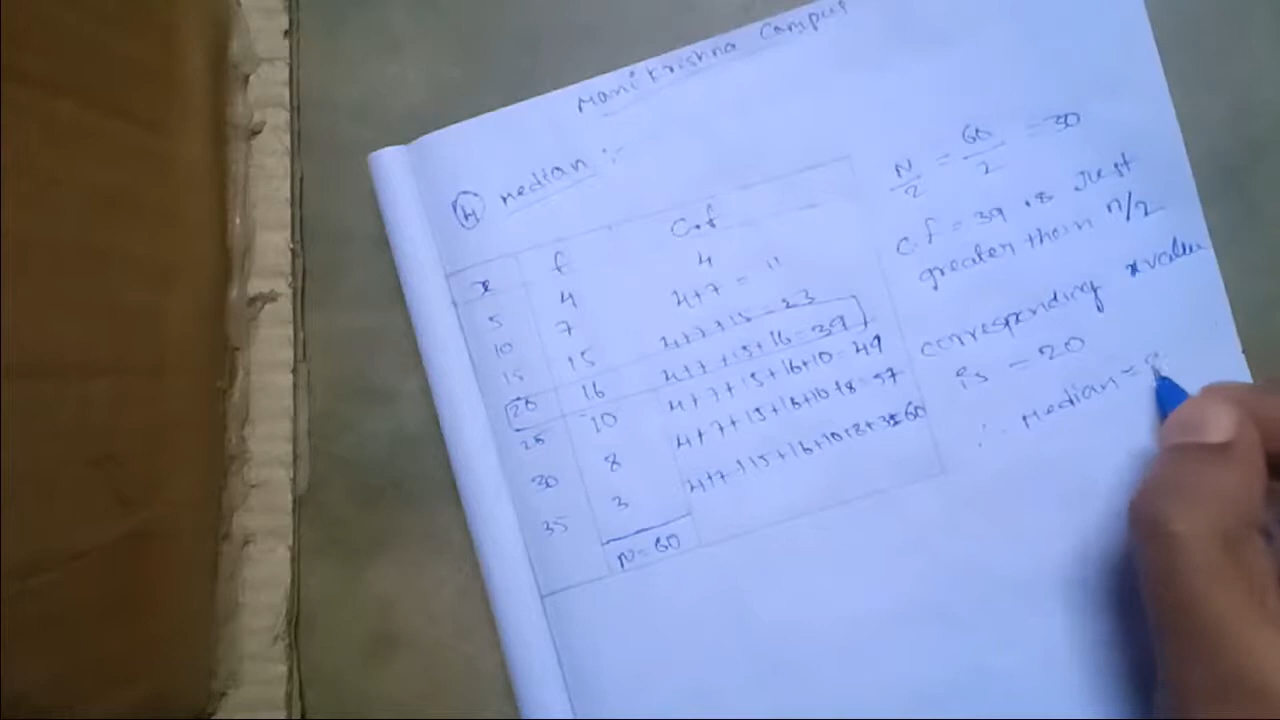 Manikrishna Campus
4 median :-
x f C.f
5 4 4
10 7 4+7 = 11
15 15 4+7+15 = 23
20 16 4+7+15+16 = 39
25 10 4+7+15+16+10 = 49
30 8 4+7+15+16+10+8 = 57
35 3 4+7+15+16+10+8+3 = 60
N = 60
N/2 = 60/2 = 30
C.f = 39 is Just
greater than n/2
corresponding x value
is - 20
∴ Median =